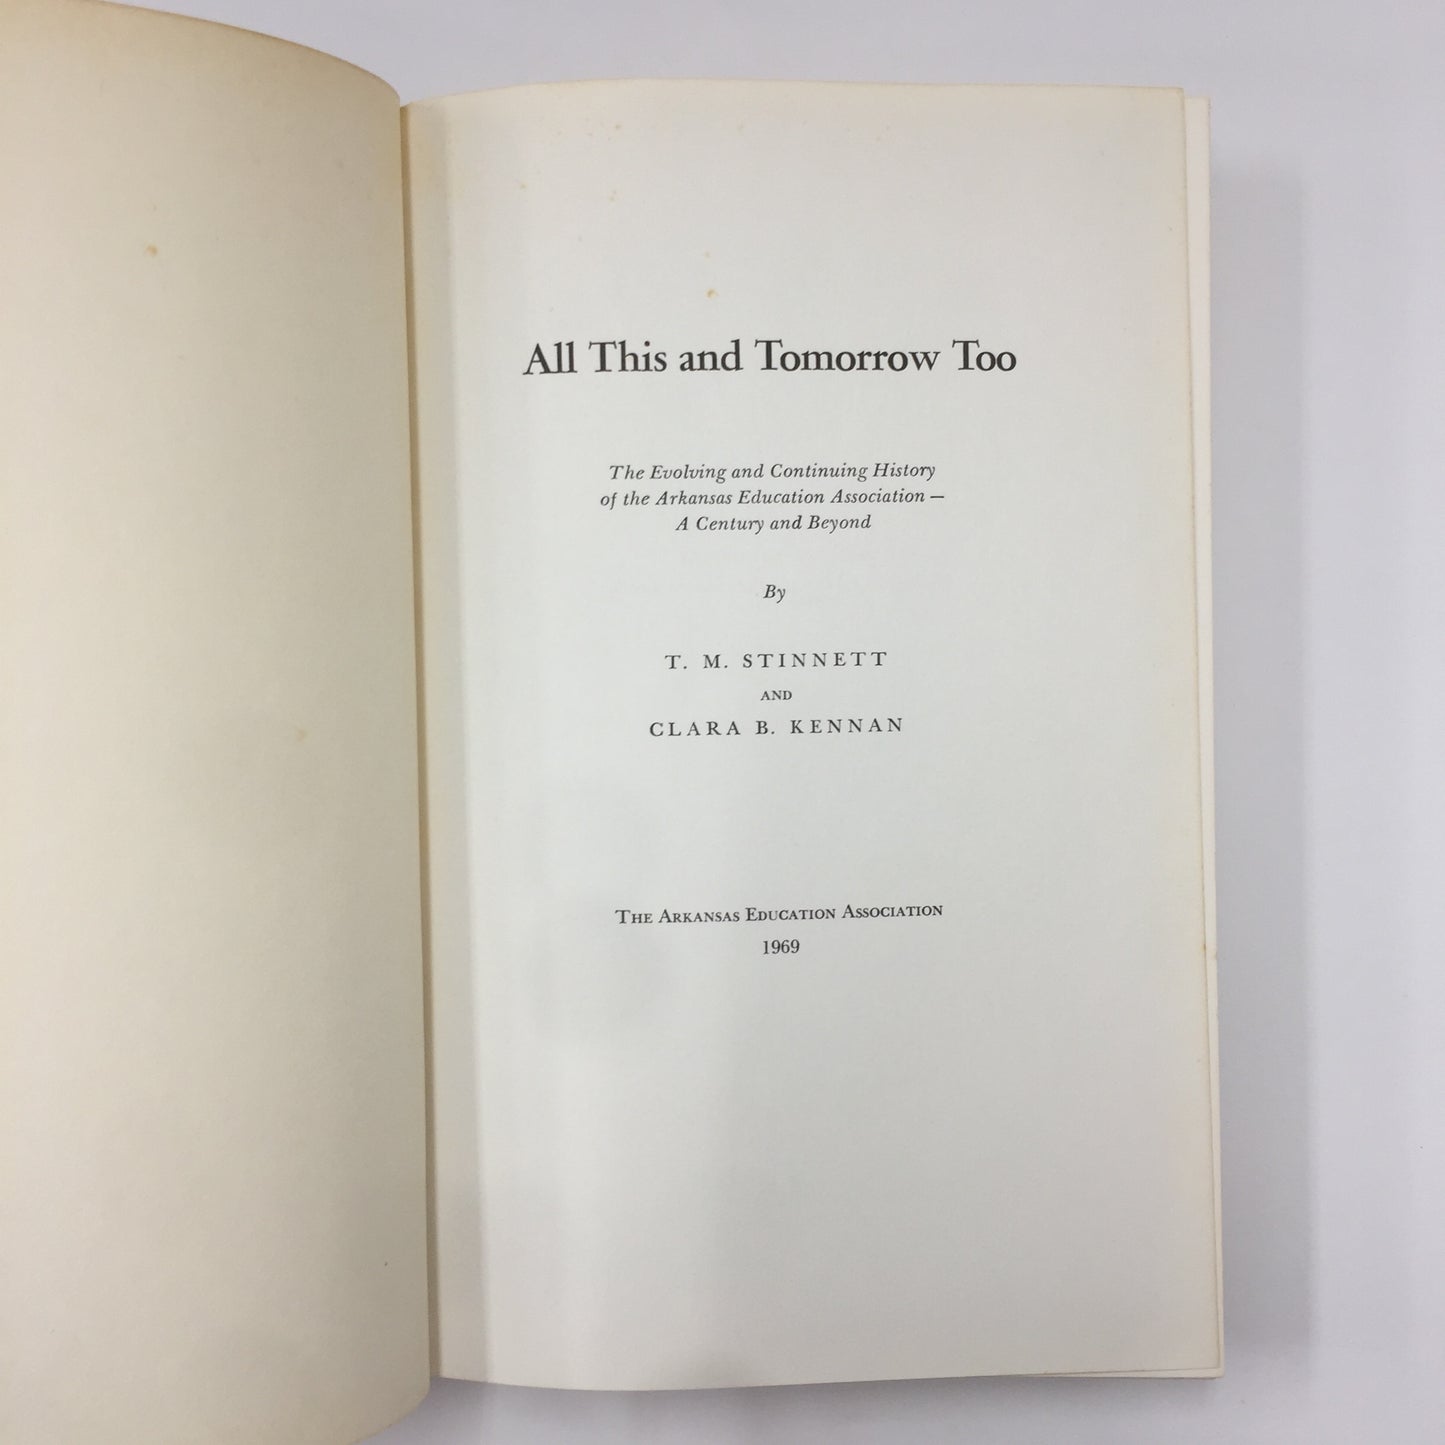 All This and Tomorrow Too
The Evolving and Continuing History
of the Arkansas Education Association —
A Century and Beyond
By
T. M. STINNETT
AND
CLARA B. KENNAN
THE ARKANSAS EDUCATION ASSOCIATION
1969